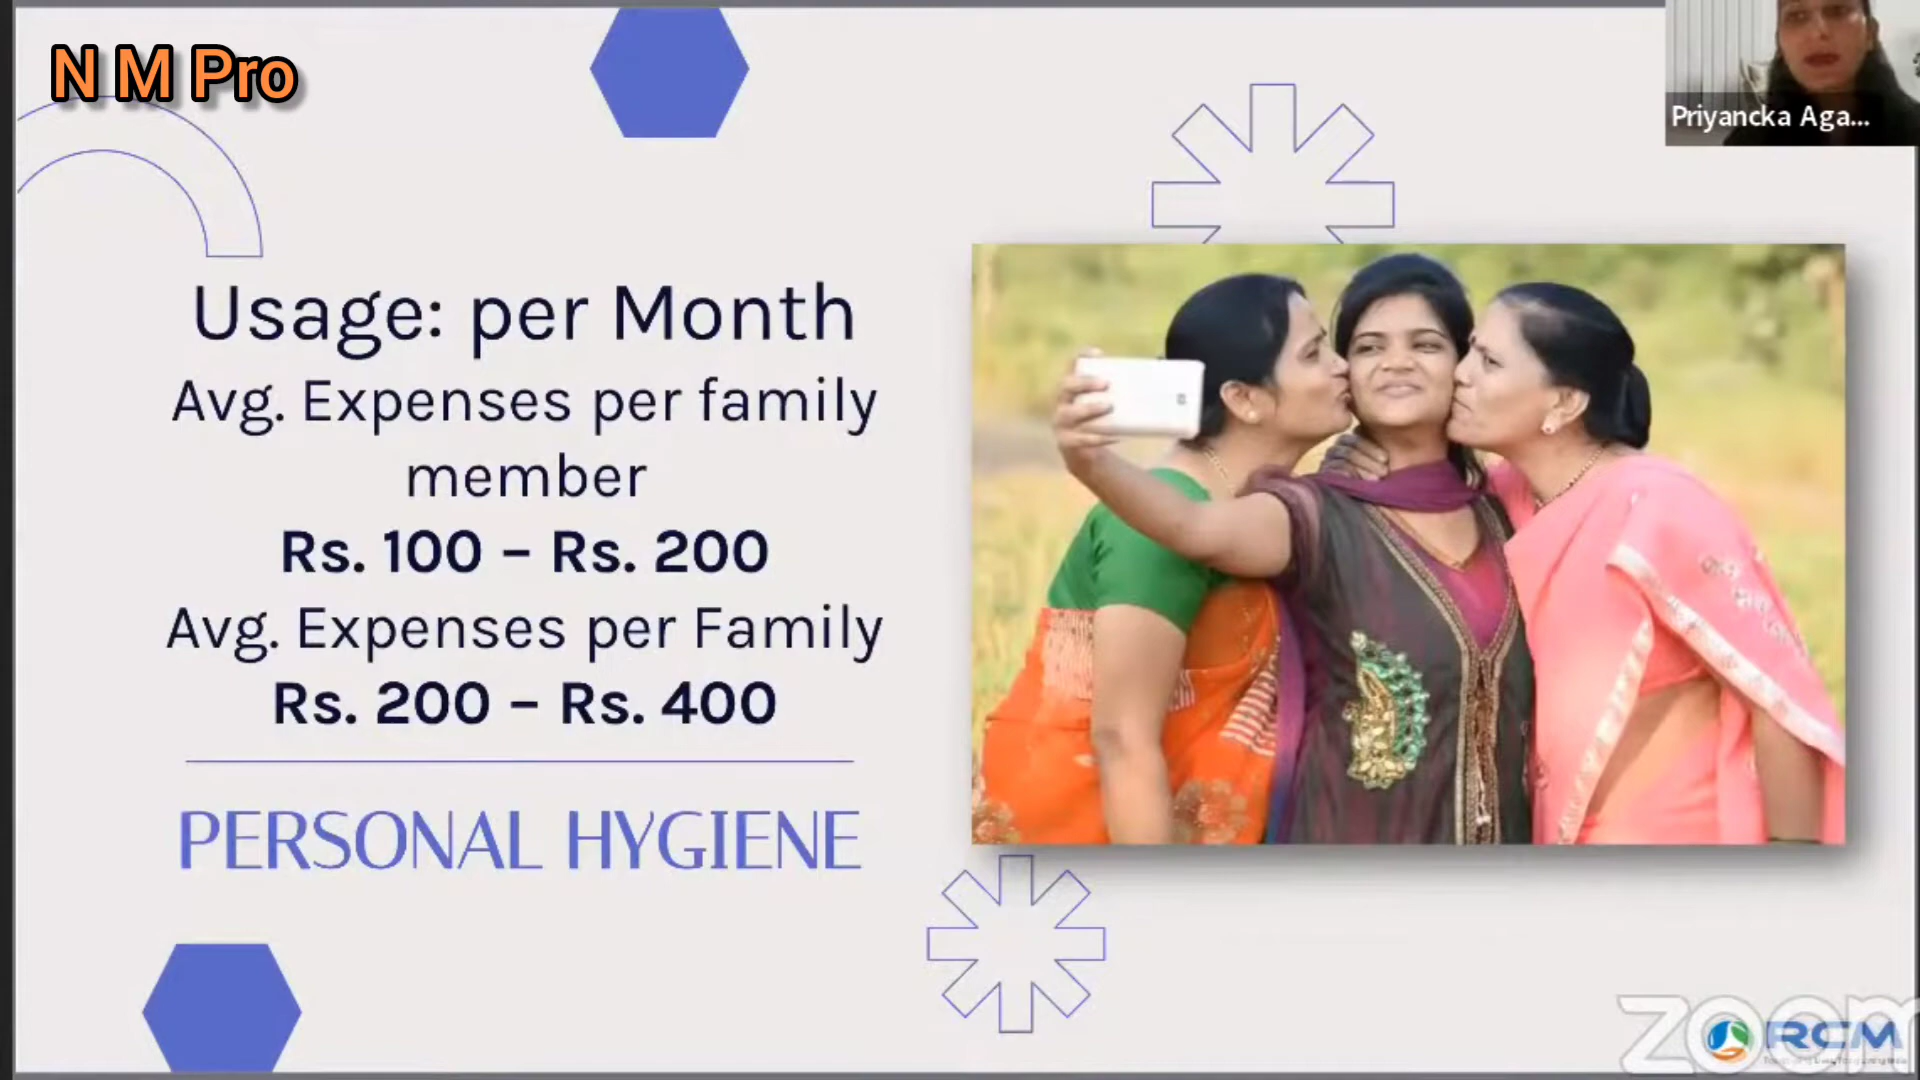 N M Pro
Priyancka Aga...
Usage: per Month
Avg. Expenses per family
member
Rs. 100 – Rs. 200
Avg. Expenses per Family
Rs. 200 – Rs. 400
PERSONAL HYGIENE
zoom
RCM